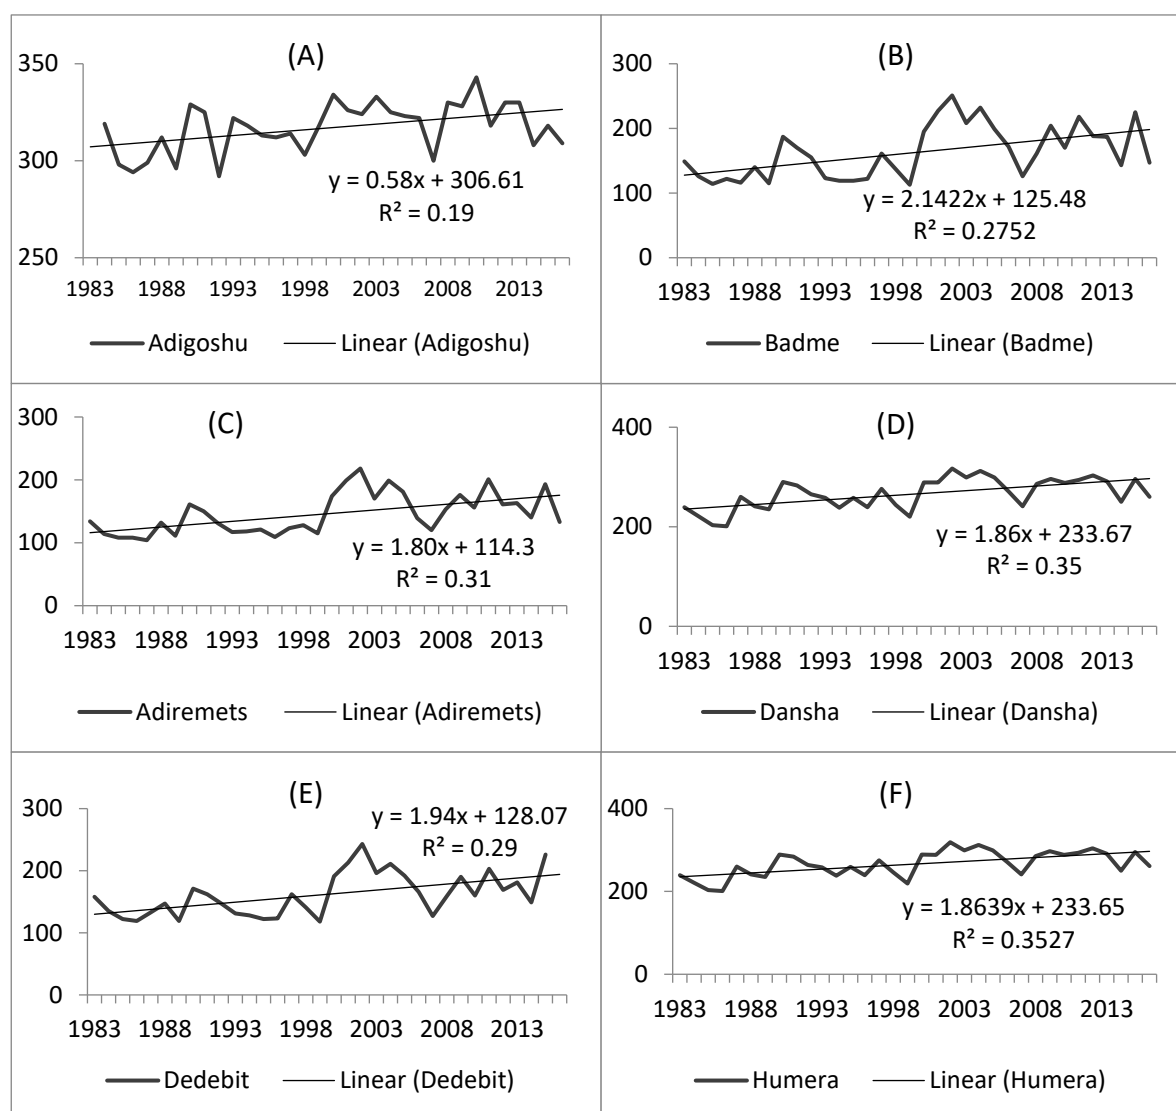 (A)
350
300
250
y = 0.58x + 306.61
R² = 0.19
1983 1988 1993 1998 2003 2008 2013
Adigoshu Linear (Adigoshu)
(B)
300
200
100
0
y = 2.1422x + 125.48
R² = 0.2752
1983 1988 1993 1998 2003 2008 2013
Badme Linear (Badme)
(C)
300
200
100
0
y = 1.80x + 114.3
R² = 0.31
1983 1988 1993 1998 2003 2008 2013
Adiremets Linear (Adiremets)
(D)
400
200
0
y = 1.86x + 233.67
R² = 0.35
1983 1988 1993 1998 2003 2008 2013
Dansha Linear (Dansha)
(E)
300
200
100
0
y = 1.94x + 128.07
R² = 0.29
1983 1988 1993 1998 2003 2008 2013
Dedebit Linear (Dedebit)
(F)
400
200
0
y = 1.8639x + 233.65
R² = 0.3527
1983 1988 1993 1998 2003 2008 2013
Humera Linear (Humera)